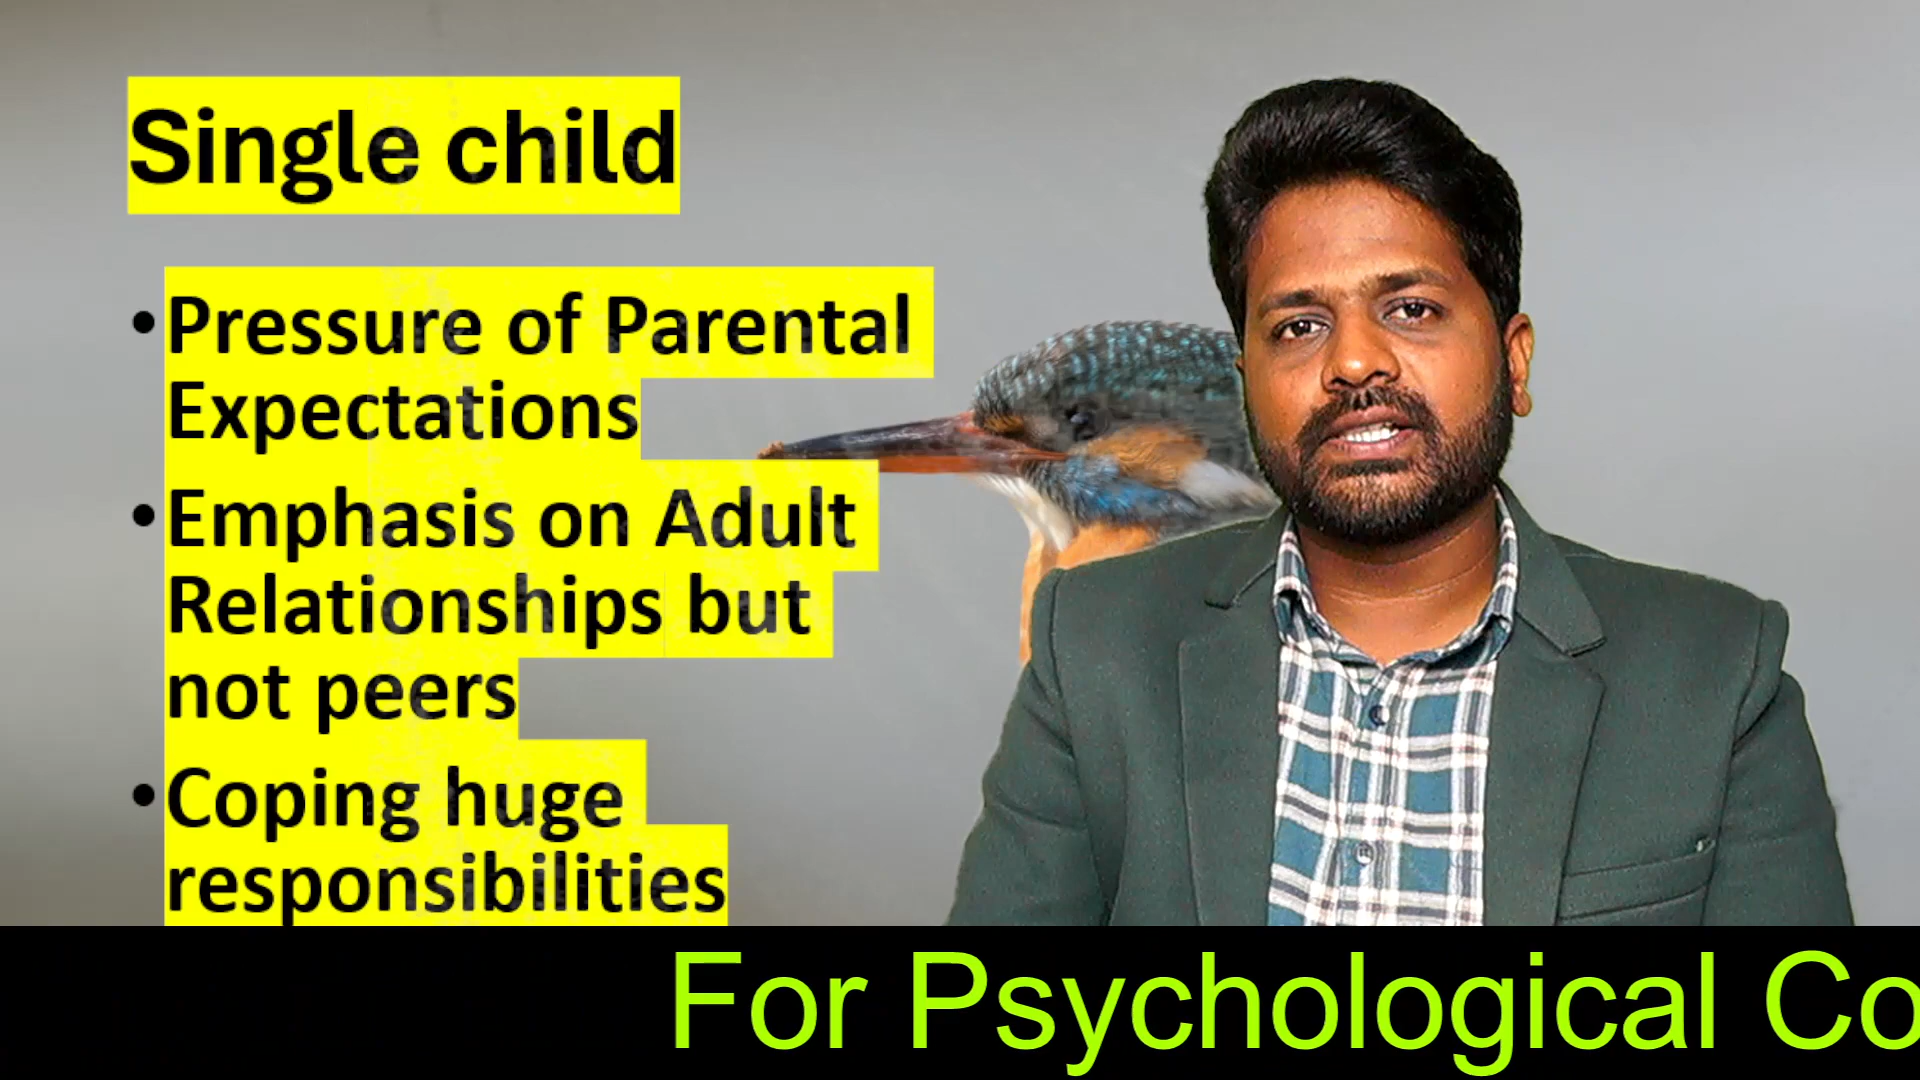 Single child
• Pressure of Parental
Expectations
• Emphasis on Adult
Relationships but
not peers
• Coping huge
responsibilities
For Psychological Co